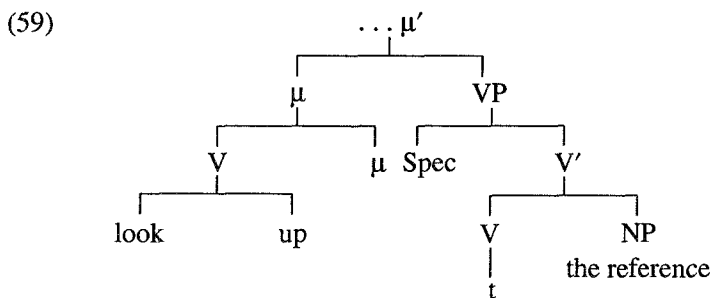 (59)
. . . μ′
μ VP
V μ Spec V′
look up V NP
the reference
t